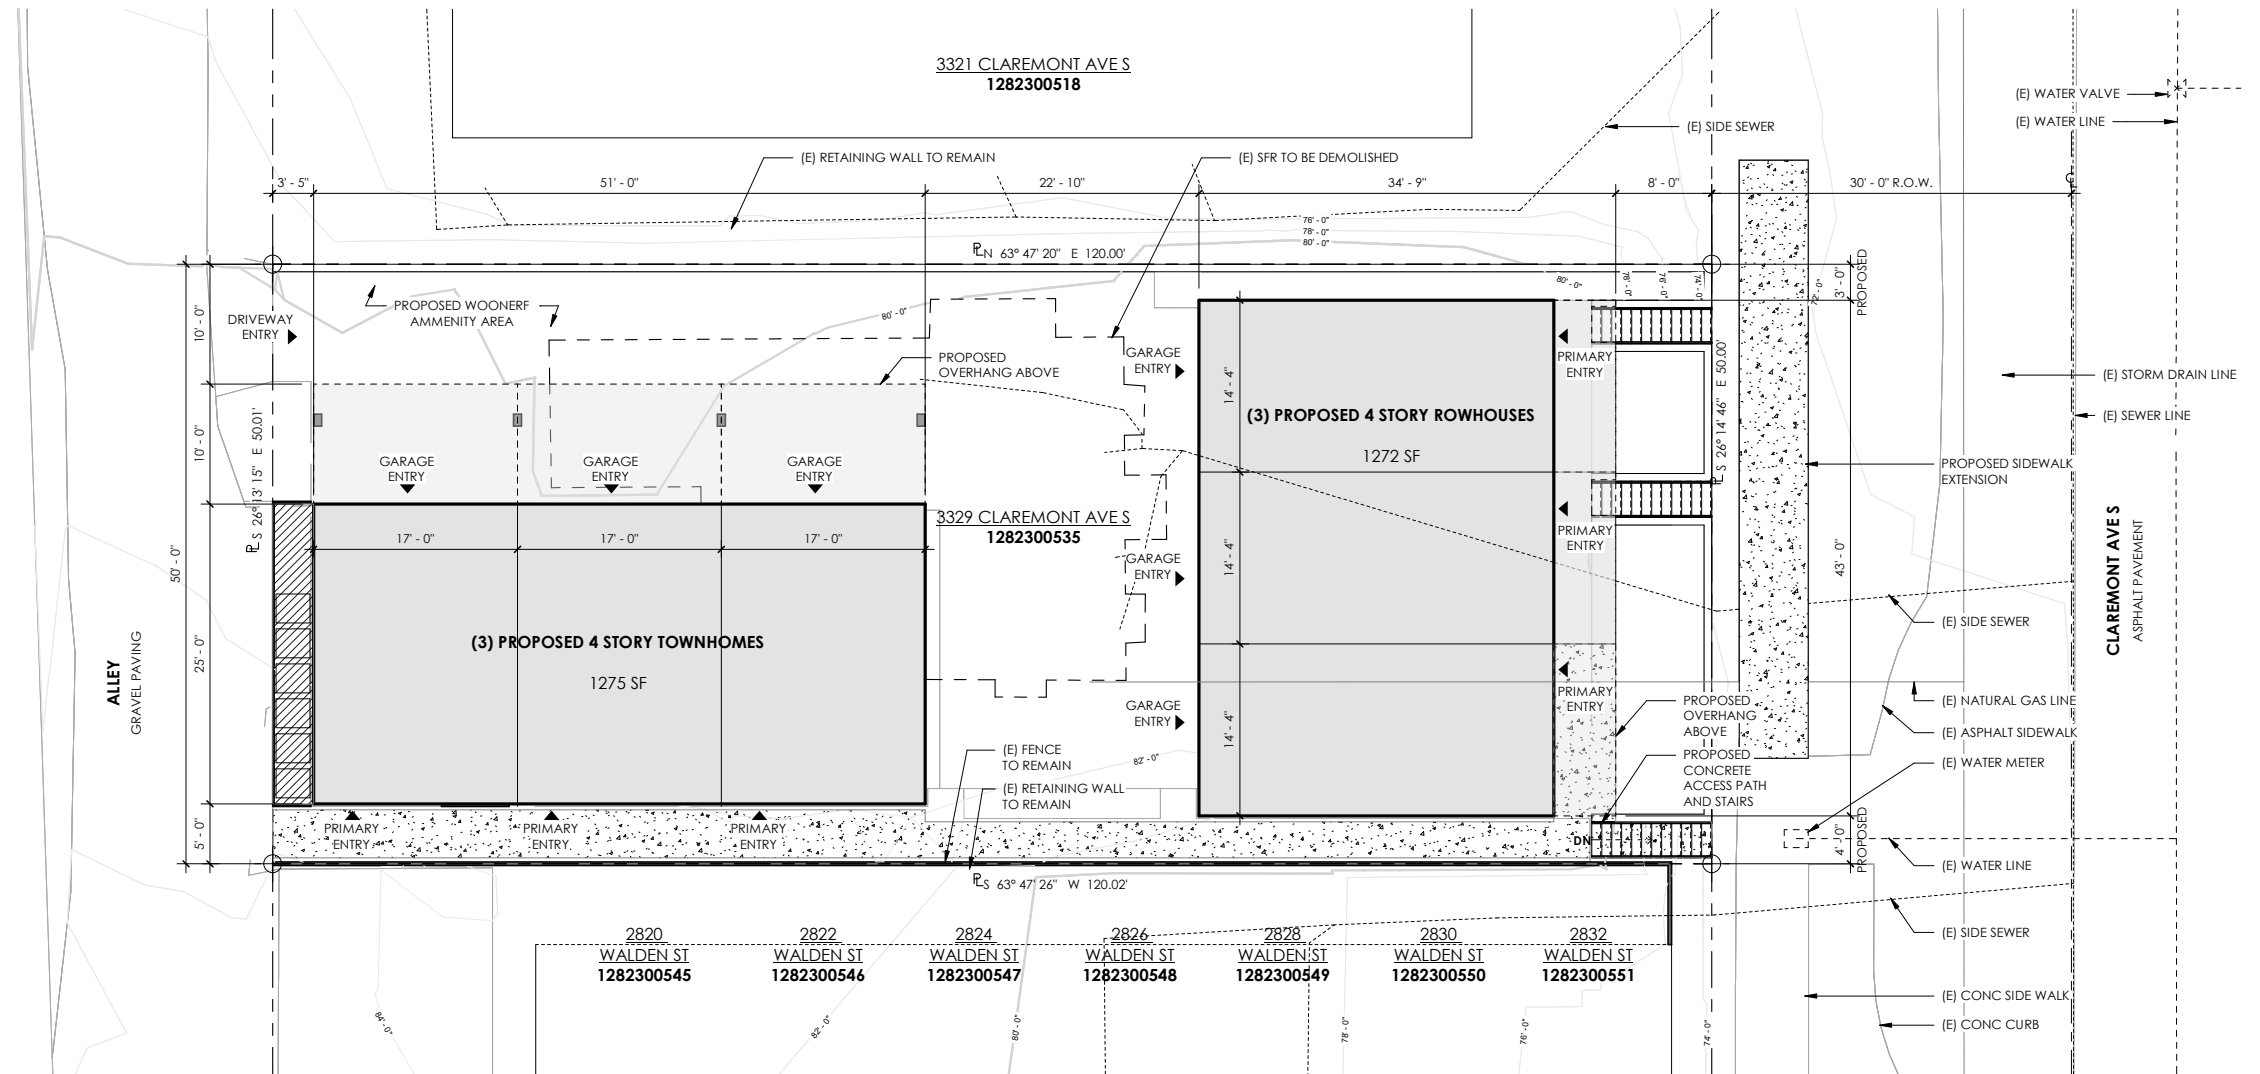 3321 CLAREMONT AVE S
1282300518
(E) WATER VALVE
(E) WATER LINE
(E) SIDE SEWER
(E) RETAINING WALL TO REMAIN
(E) SFR TO BE DEMOLISHED
3' - 5"
51' - 0"
22' - 10"
34' - 9"
8' - 0"
30' - 0" R.O.W.
76' - 0"
78' - 0"
80' - 0"
PL N 63° 47' 20" E 120.00'
80' - 0"
78' - 0"
76' - 0"
74' - 0"
72' - 0"
3' - 0"
PROPOSED
PROPOSED WOONERF
AMMENITY AREA
DRIVEWAY
ENTRY
10' - 0"
80' - 0"
PROPOSED
OVERHANG ABOVE
GARAGE
ENTRY
PRIMARY
ENTRY
14' - 4"
PL S 26° 14' 46" E 50.00'
(E) STORM DRAIN LINE
(E) SEWER LINE
(3) PROPOSED 4 STORY ROWHOUSES
1272 SF
10' - 0"
PL S 26° 13' 15" E 50.01'
GARAGE
ENTRY
GARAGE
ENTRY
GARAGE
ENTRY
PROPOSED SIDEWALK
EXTENSION
3329 CLAREMONT AVE S
1282300535
17' - 0"
17' - 0"
17' - 0"
50' - 0"
GARAGE
ENTRY
14' - 4"
PRIMARY
ENTRY
43' - 0"
CLAREMONT AVE S
ASPHALT PAVEMENT
(E) SIDE SEWER
(3) PROPOSED 4 STORY TOWNHOMES
1275 SF
25' - 0"
ALLEY
GRAVEL PAVING
GARAGE
ENTRY
14' - 4"
PRIMARY
ENTRY
PROPOSED
OVERHANG
ABOVE
(E) NATURAL GAS LINE
(E) ASPHALT SIDEWALK
(E) FENCE
TO REMAIN
82' - 0"
PROPOSED
CONCRETE
ACCESS PATH
AND STAIRS
(E) WATER METER
(E) RETAINING WALL
TO REMAIN
5' - 0"
PRIMARY
ENTRY
PRIMARY
ENTRY
PRIMARY
ENTRY
DN
4' - 0"
PROPOSED
(E) WATER LINE
PL S 63° 47' 26" W 120.02'
2820
WALDEN ST
1282300545
2822
WALDEN ST
1282300546
2824
WALDEN ST
1282300547
2826
WALDEN ST
1282300548
2828
WALDEN ST
1282300549
2830
WALDEN ST
1282300550
2832
WALDEN ST
1282300551
(E) SIDE SEWER
(E) CONC SIDE WALK
(E) CONC CURB
84' - 0"
82' - 0"
80' - 0"
78' - 0"
76' - 0"
74' - 0"